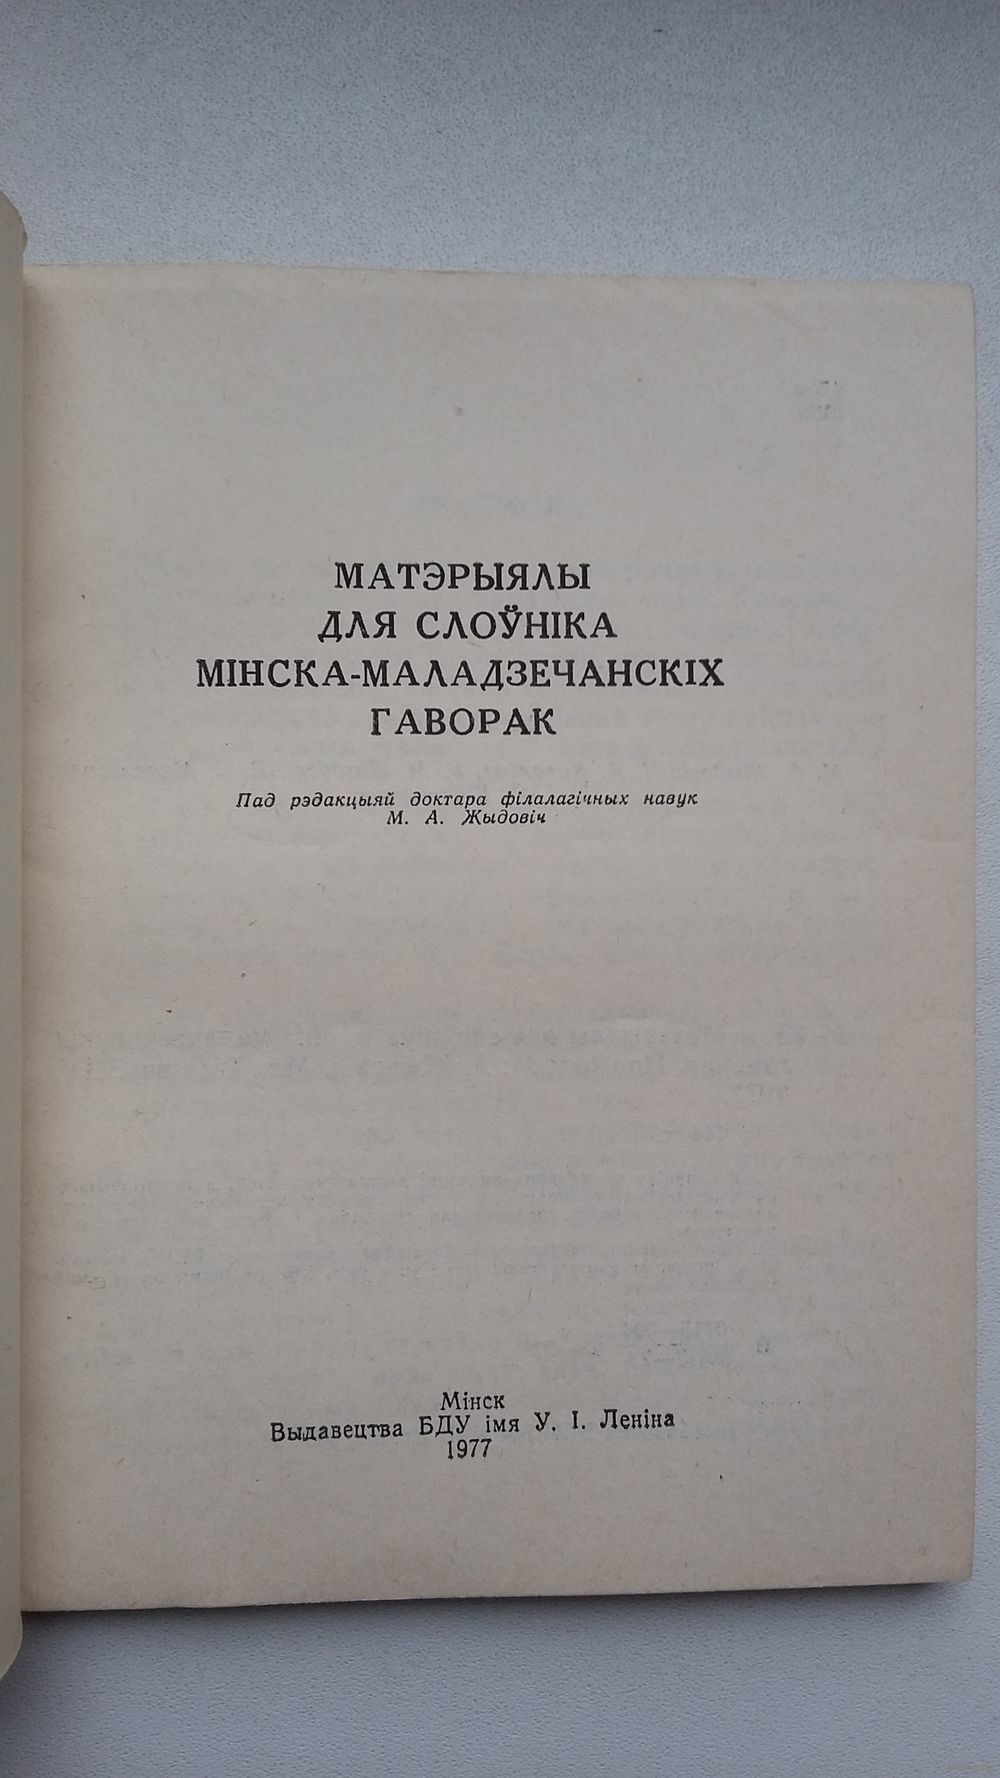 МАТЭРЫЯЛЫ
ДЛЯ СЛОЎНІКА
МІНСКА-МАЛАДЗЕЧАНСКІХ
ГАВОРАК
Пад рэдакцыяй доктара філалагічных навук
М. А. Жыдовіч
Мінск
Выдавецтва БДУ імя У. І. Леніна
1977